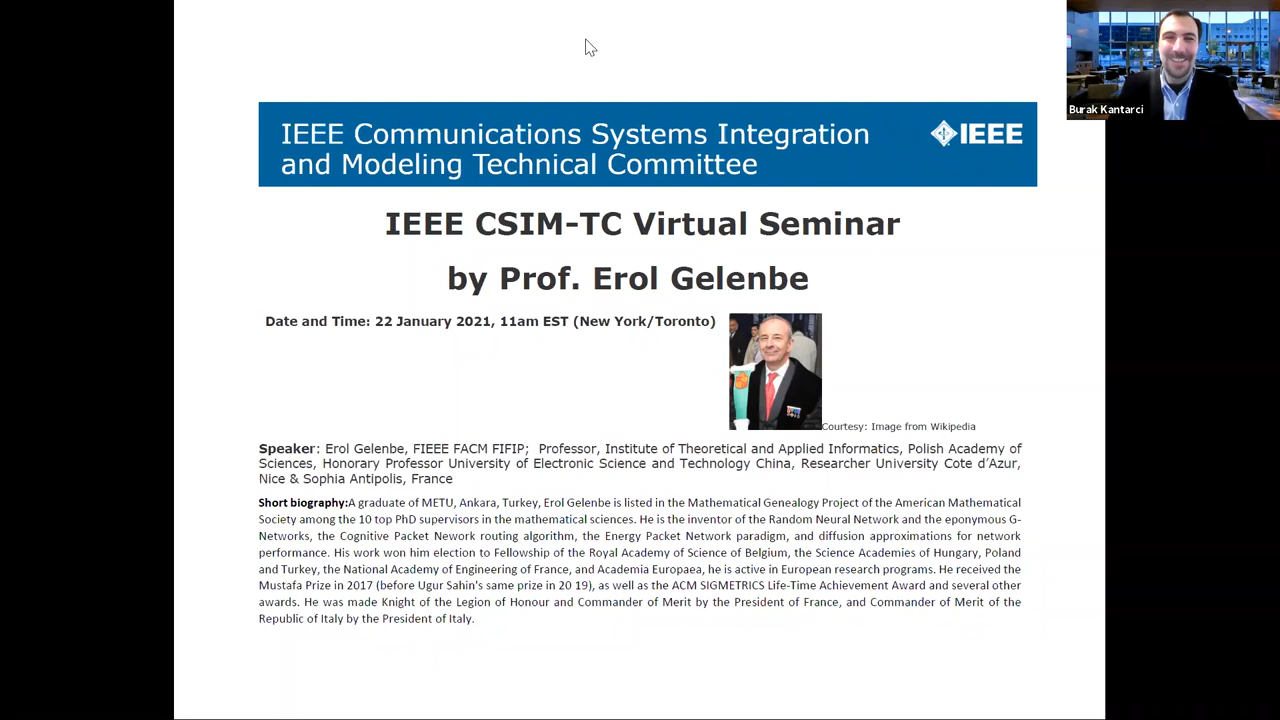 Burak Kantarci
IEEE Communications Systems Integration
and Modeling Technical Committee
IEEE
IEEE CSIM-TC Virtual Seminar
by Prof. Erol Gelenbe
Date and Time: 22 January 2021, 11am EST (New York/Toronto)
Courtesy: Image from Wikipedia
Speaker: Erol Gelenbe, FIEEE FACM FIFIP; Professor, Institute of Theoretical and Applied Informatics, Polish Academy of
Sciences, Honorary Professor University of Electronic Science and Technology China, Researcher University Cote d'Azur,
Nice & Sophia Antipolis, France
Short biography:A graduate of METU, Ankara, Turkey, Erol Gelenbe is listed in the Mathematical Genealogy Project of the American Mathematical
Society among the 10 top PhD supervisors in the mathematical sciences. He is the inventor of the Random Neural Network and the eponymous G-
Networks, the Cognitive Packet Nework routing algorithm, the Energy Packet Network paradigm, and diffusion approximations for network
performance. His work won him election to Fellowship of the Royal Academy of Science of Belgium, the Science Academies of Hungary, Poland
and Turkey, the National Academy of Engineering of France, and Academia Europaea, he is active in European research programs. He received the
Mustafa Prize in 2017 (before Ugur Sahin's same prize in 20 19), as well as the ACM SIGMETRICS Life-Time Achievement Award and several other
awards. He was made Knight of the Legion of Honour and Commander of Merit by the President of France, and Commander of Merit of the
Republic of Italy by the President of Italy.